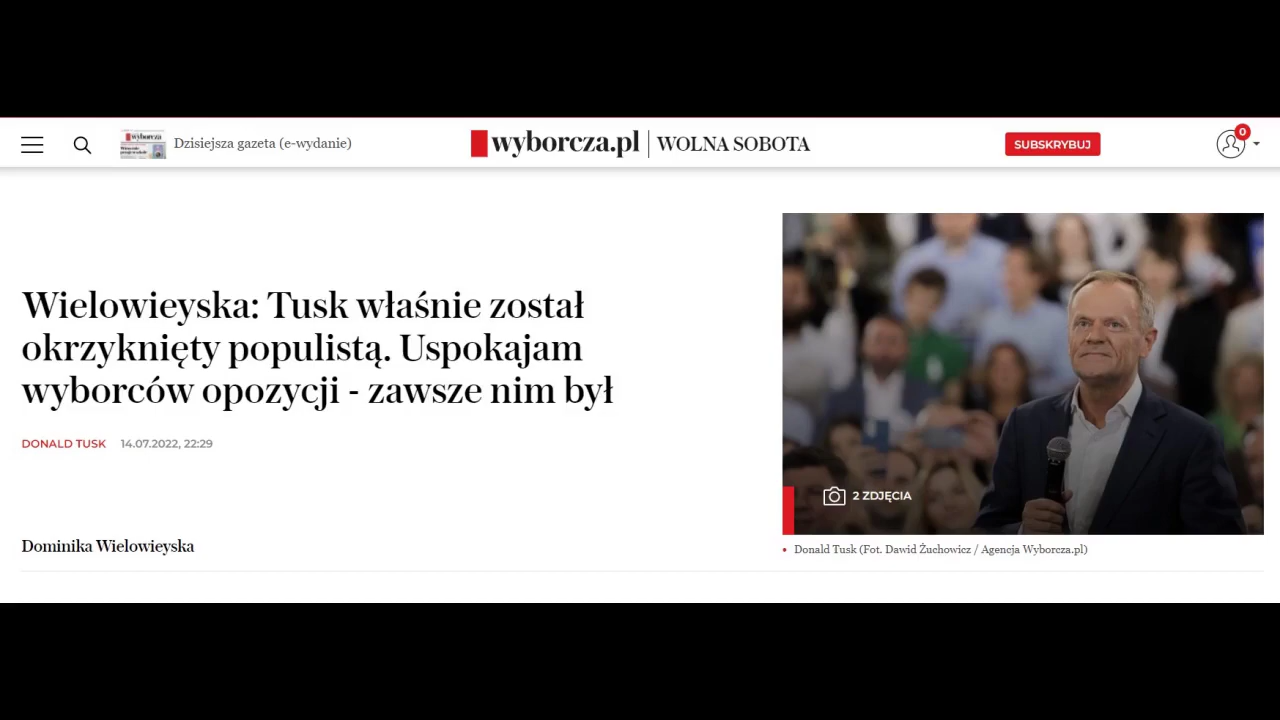 Dzisiejsza gazeta (e-wydanie)
wyborcza.pl | WOLNA SOBOTA
SUBSKRYBUJ
0
Wielowieyska: Tusk właśnie został
okrzyknięty populistą. Uspokajam
wyborców opozycji - zawsze nim był
DONALD TUSK 14.07.2022, 22:29
Dominika Wielowieyska
2 ZDJĘCIA
• Donald Tusk (Fot. Dawid Żuchowicz / Agencja Wyborcza.pl)